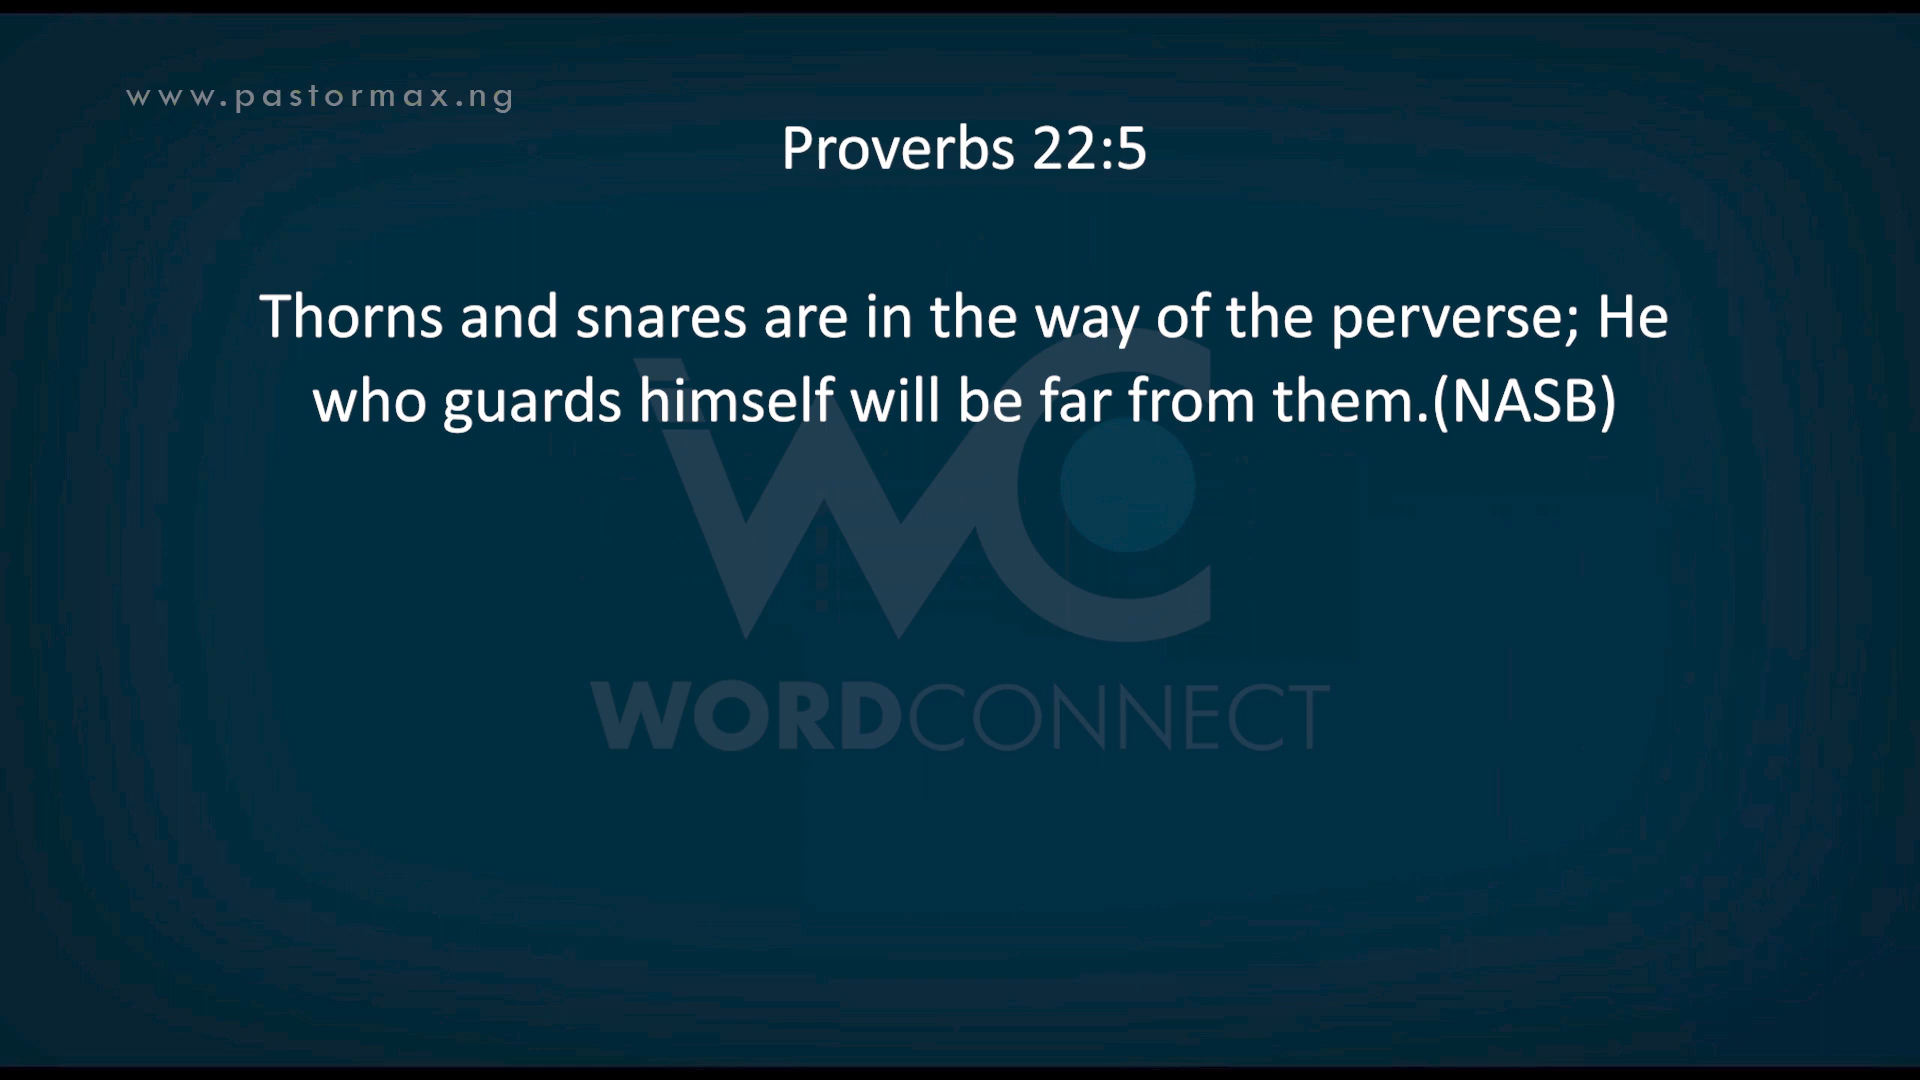 www.pastormax.ng
Proverbs 22:5
Thorns and snares are in the way of the perverse; He
who guards himself will be far from them.(NASB)
WC
WORDCONNECT